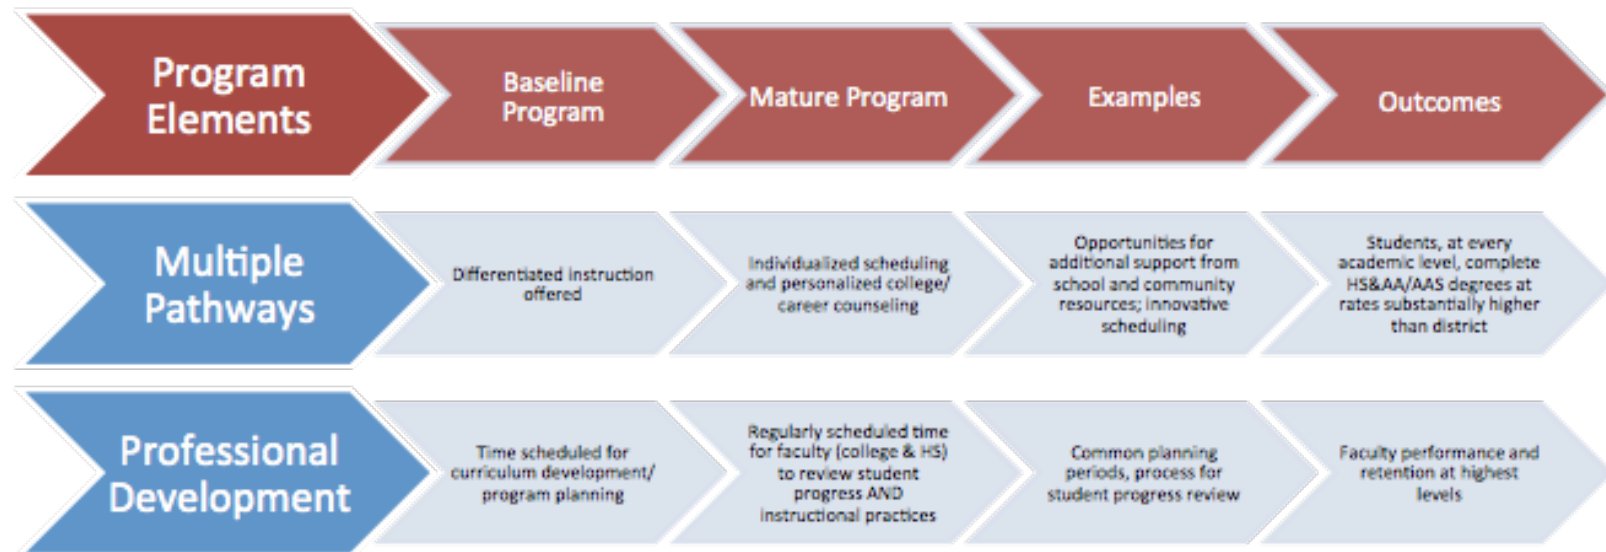 Program
Elements
Baseline
Program
Mature Program
Examples
Outcomes
Multiple
Pathways
Differentiated instruction
offered
Individualized scheduling
and personalized college/
career counseling
Opportunities for
additional support from
school and community
resources; innovative
scheduling
Students, at every
academic level, complete
HS&AA/AAS degrees at
rates substantially higher
than district
Professional
Development
Time scheduled for
curriculum development/
program planning
Regularly scheduled time
for faculty (college & HS)
to review student
progress AND
instructional practices
Common planning
periods, process for
student progress review
Faculty performance and
retention at highest
levels